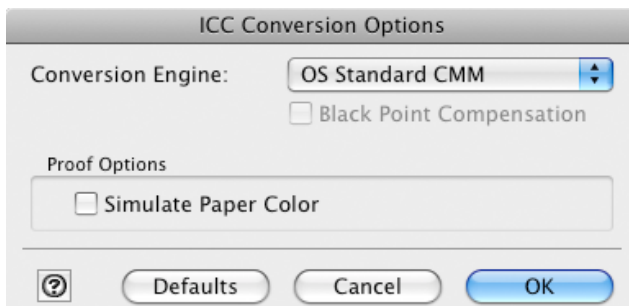 ICC Conversion Options
Conversion Engine: OS Standard CMM
Black Point Compensation
Proof Options
Simulate Paper Color
? Defaults Cancel OK